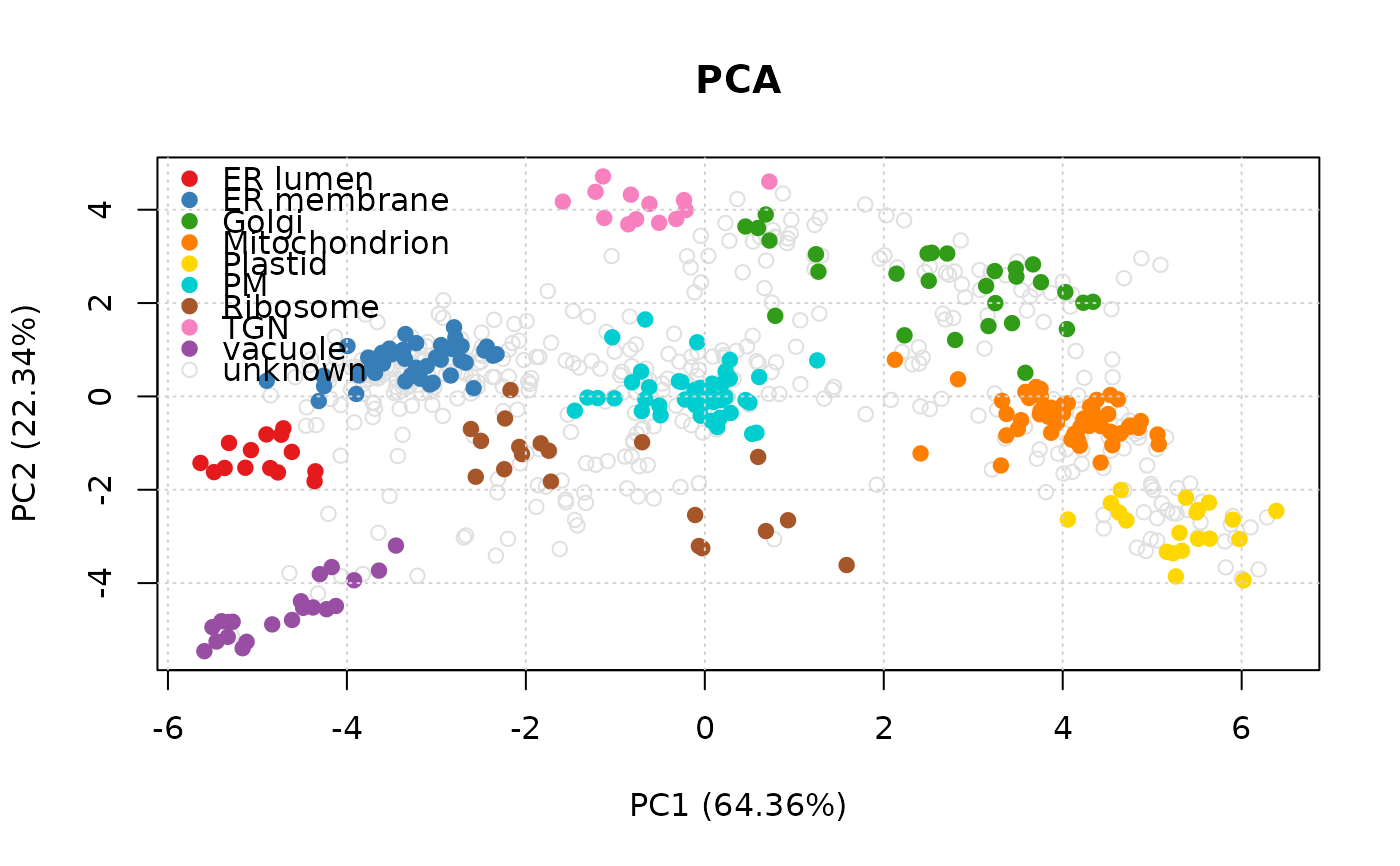 PCA
ER lumen
ER membrane
Golgi
Mitochondrion
Plastid
PM
Ribosome
TGN
vacuole
unknown
4
2
0
-2
-4
PC2 (22.34%)
-6 -4 -2 0 2 4 6
PC1 (64.36%)